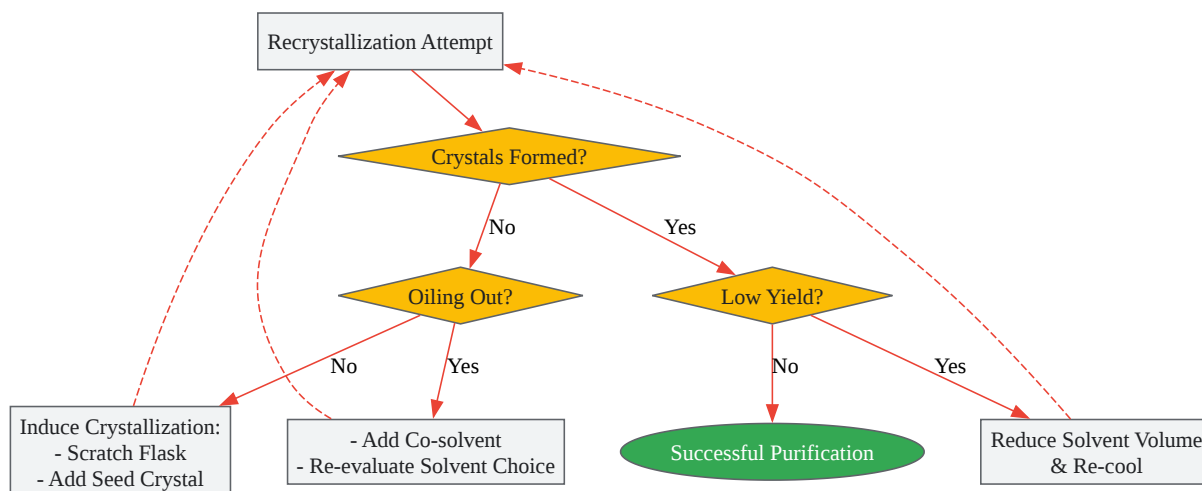 Recrystallization Attempt
Crystals Formed?
No
Yes
Oiling Out?
Low Yield?
No
Yes
No
Yes
Induce Crystallization:
- Scratch Flask
- Add Seed Crystal
- Add Co-solvent
- Re-evaluate Solvent Choice
Successful Purification
Reduce Solvent Volume
& Re-cool